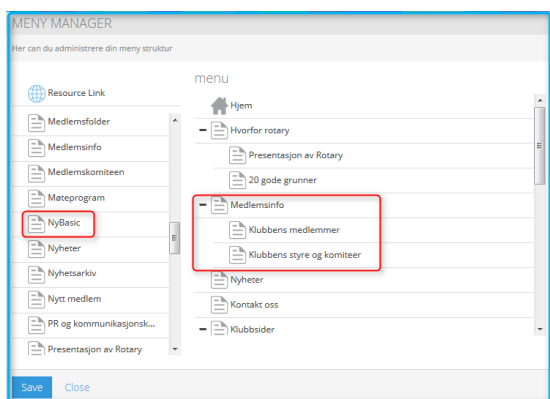 MENY MANAGER
Her can du administrere din meny struktur
Resource Link
Medlemsfolder
Medlemsinfo
Medlemskomiteen
Møteprogram
NyBasic
Nyheter
Nyhetsarkiv
Nytt medlem
PR og kommunikasjonsk...
Presentasjon av Rotary
menu
Hjem
Hvorfor rotary
Presentasjon av Rotary
20 gode grunner
Medlemsinfo
Klubbens medlemmer
Klubbens styre og komiteer
Nyheter
Kontakt oss
Klubbsider
Save Close